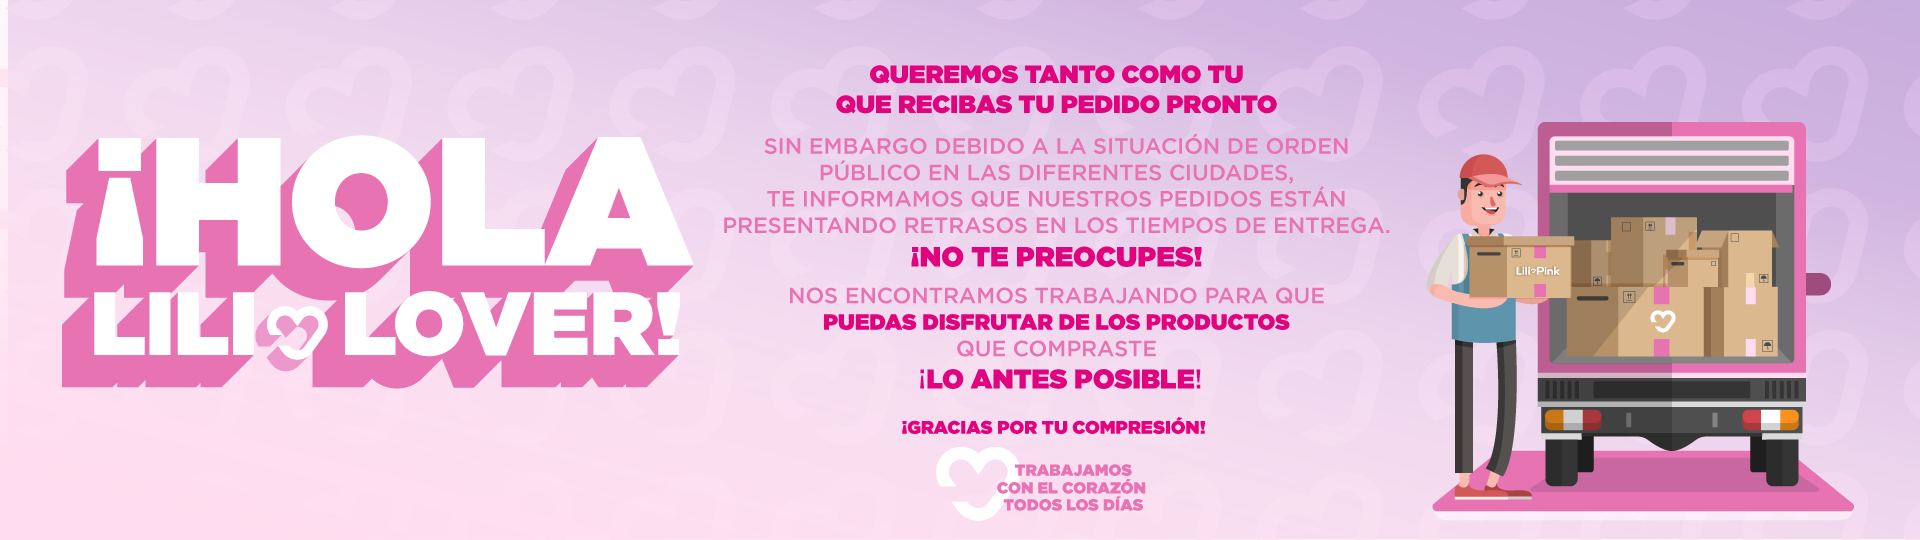 ¡HOLA
LILI LOVER!
QUEREMOS TANTO COMO TU
QUE RECIBAS TU PEDIDO PRONTO
SIN EMBARGO DEBIDO A LA SITUACIÓN DE ORDEN
PÚBLICO EN LAS DIFERENTES CIUDADES,
TE INFORMAMOS QUE NUESTROS PEDIDOS ESTÁN
PRESENTANDO RETRASOS EN LOS TIEMPOS DE ENTREGA.
¡NO TE PREOCUPES!
NOS ENCONTRAMOS TRABAJANDO PARA QUE
PUEDAS DISFRUTAR DE LOS PRODUCTOS
QUE COMPRASTE
¡LO ANTES POSIBLE!
¡GRACIAS POR TU COMPRESIÓN!
TRABAJAMOS
CON EL CORAZÓN
TODOS LOS DÍAS
Lili Pink